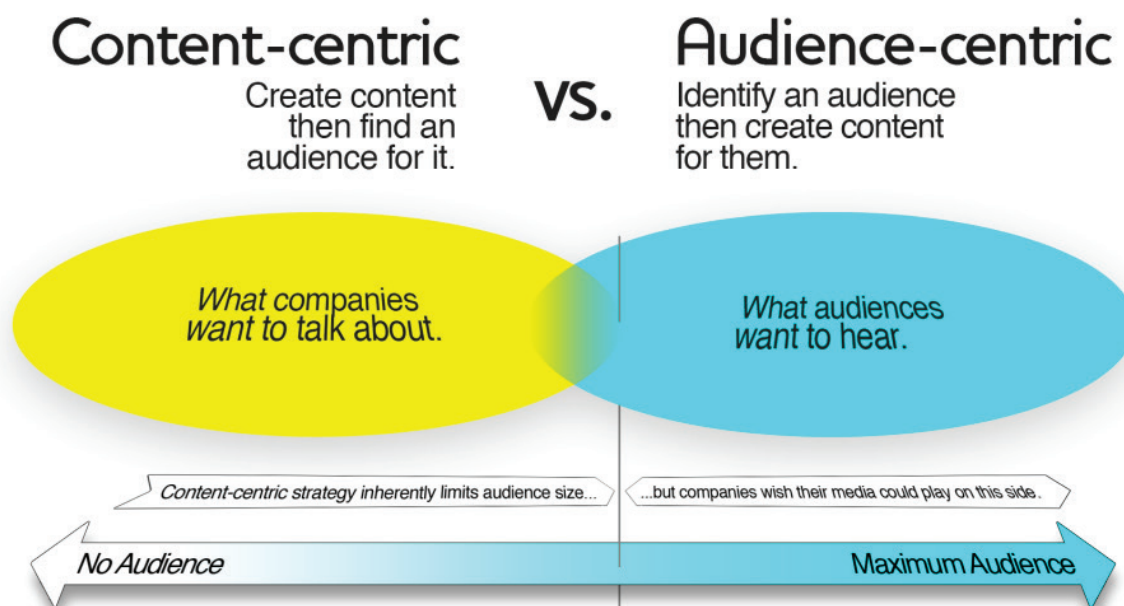 Content-centric
Create content
then find an
audience for it.
vs.
Audience-centric
Identify an audience
then create content
for them.
What companies
want to talk about.
What audiences
want to hear.
Content-centric strategy inherently limits audience size...
...but companies wish their media could play on this side.
No Audience
Maximum Audience